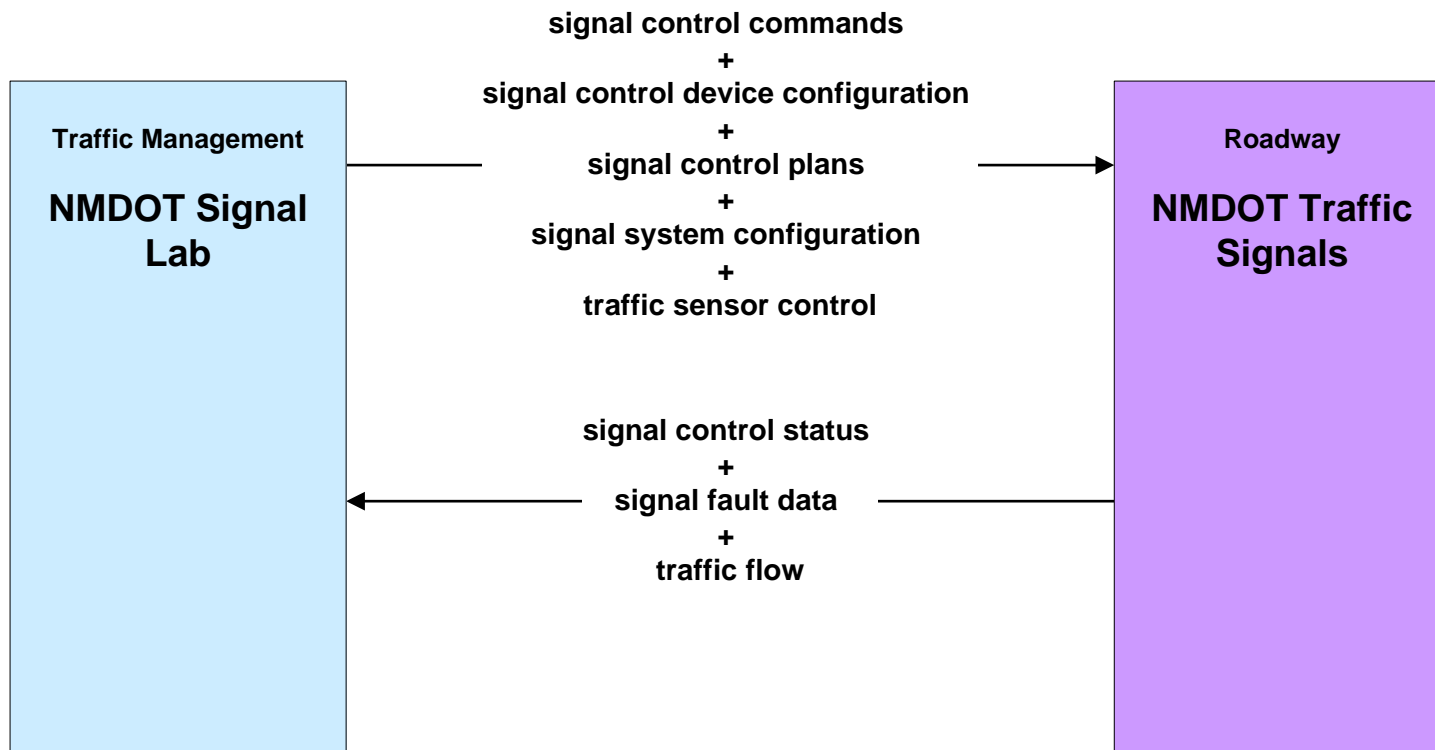 signal control commands
+
signal control device configuration
+
signal control plans
+
signal system configuration
+
traffic sensor control
Traffic Management
NMDOT Signal
Lab
Roadway
NMDOT Traffic
Signals
signal control status
+
signal fault data
+
traffic flow